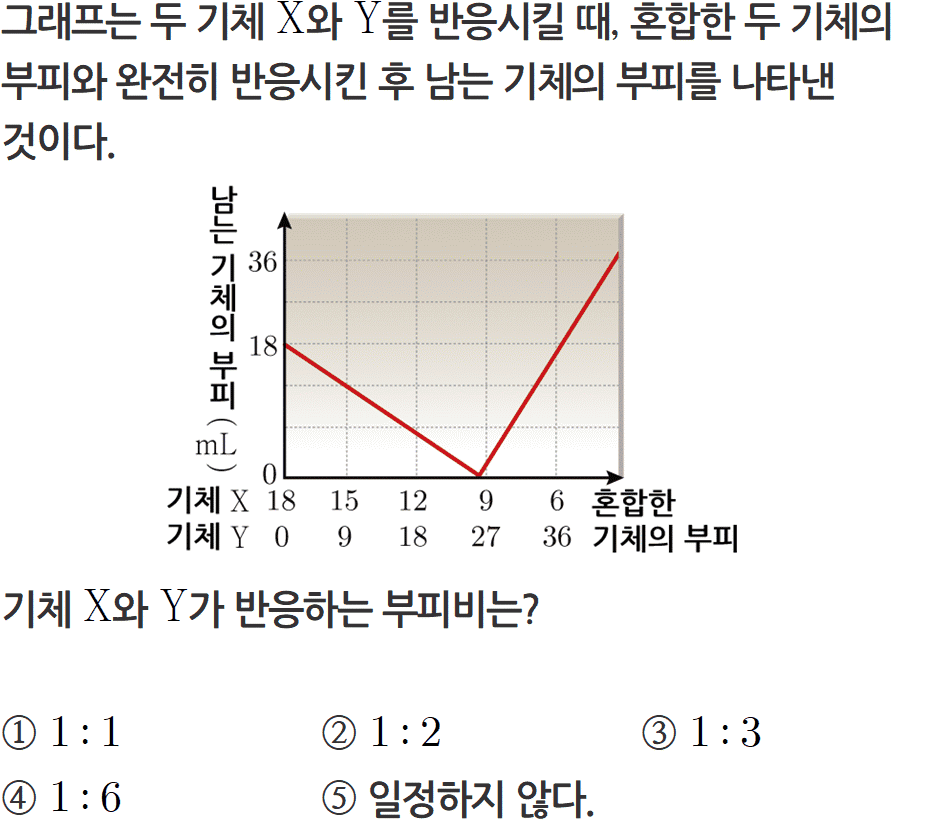 그래프는 두 기체 X와 Y를 반응시킬 때, 혼합한 두 기체의
부피와 완전히 반응시킨 후 남는 기체의 부피를 나타낸
것이다.
남는 기체의 부피(mL)
36
18
0
기체 X 18 15 12 9 6 혼합한
기체 Y 0 9 18 27 36 기체의 부피
기체 X와 Y가 반응하는 부피비는?
① 1 : 1 ② 1 : 2 ③ 1 : 3
④ 1 : 6 ⑤ 일정하지 않다.